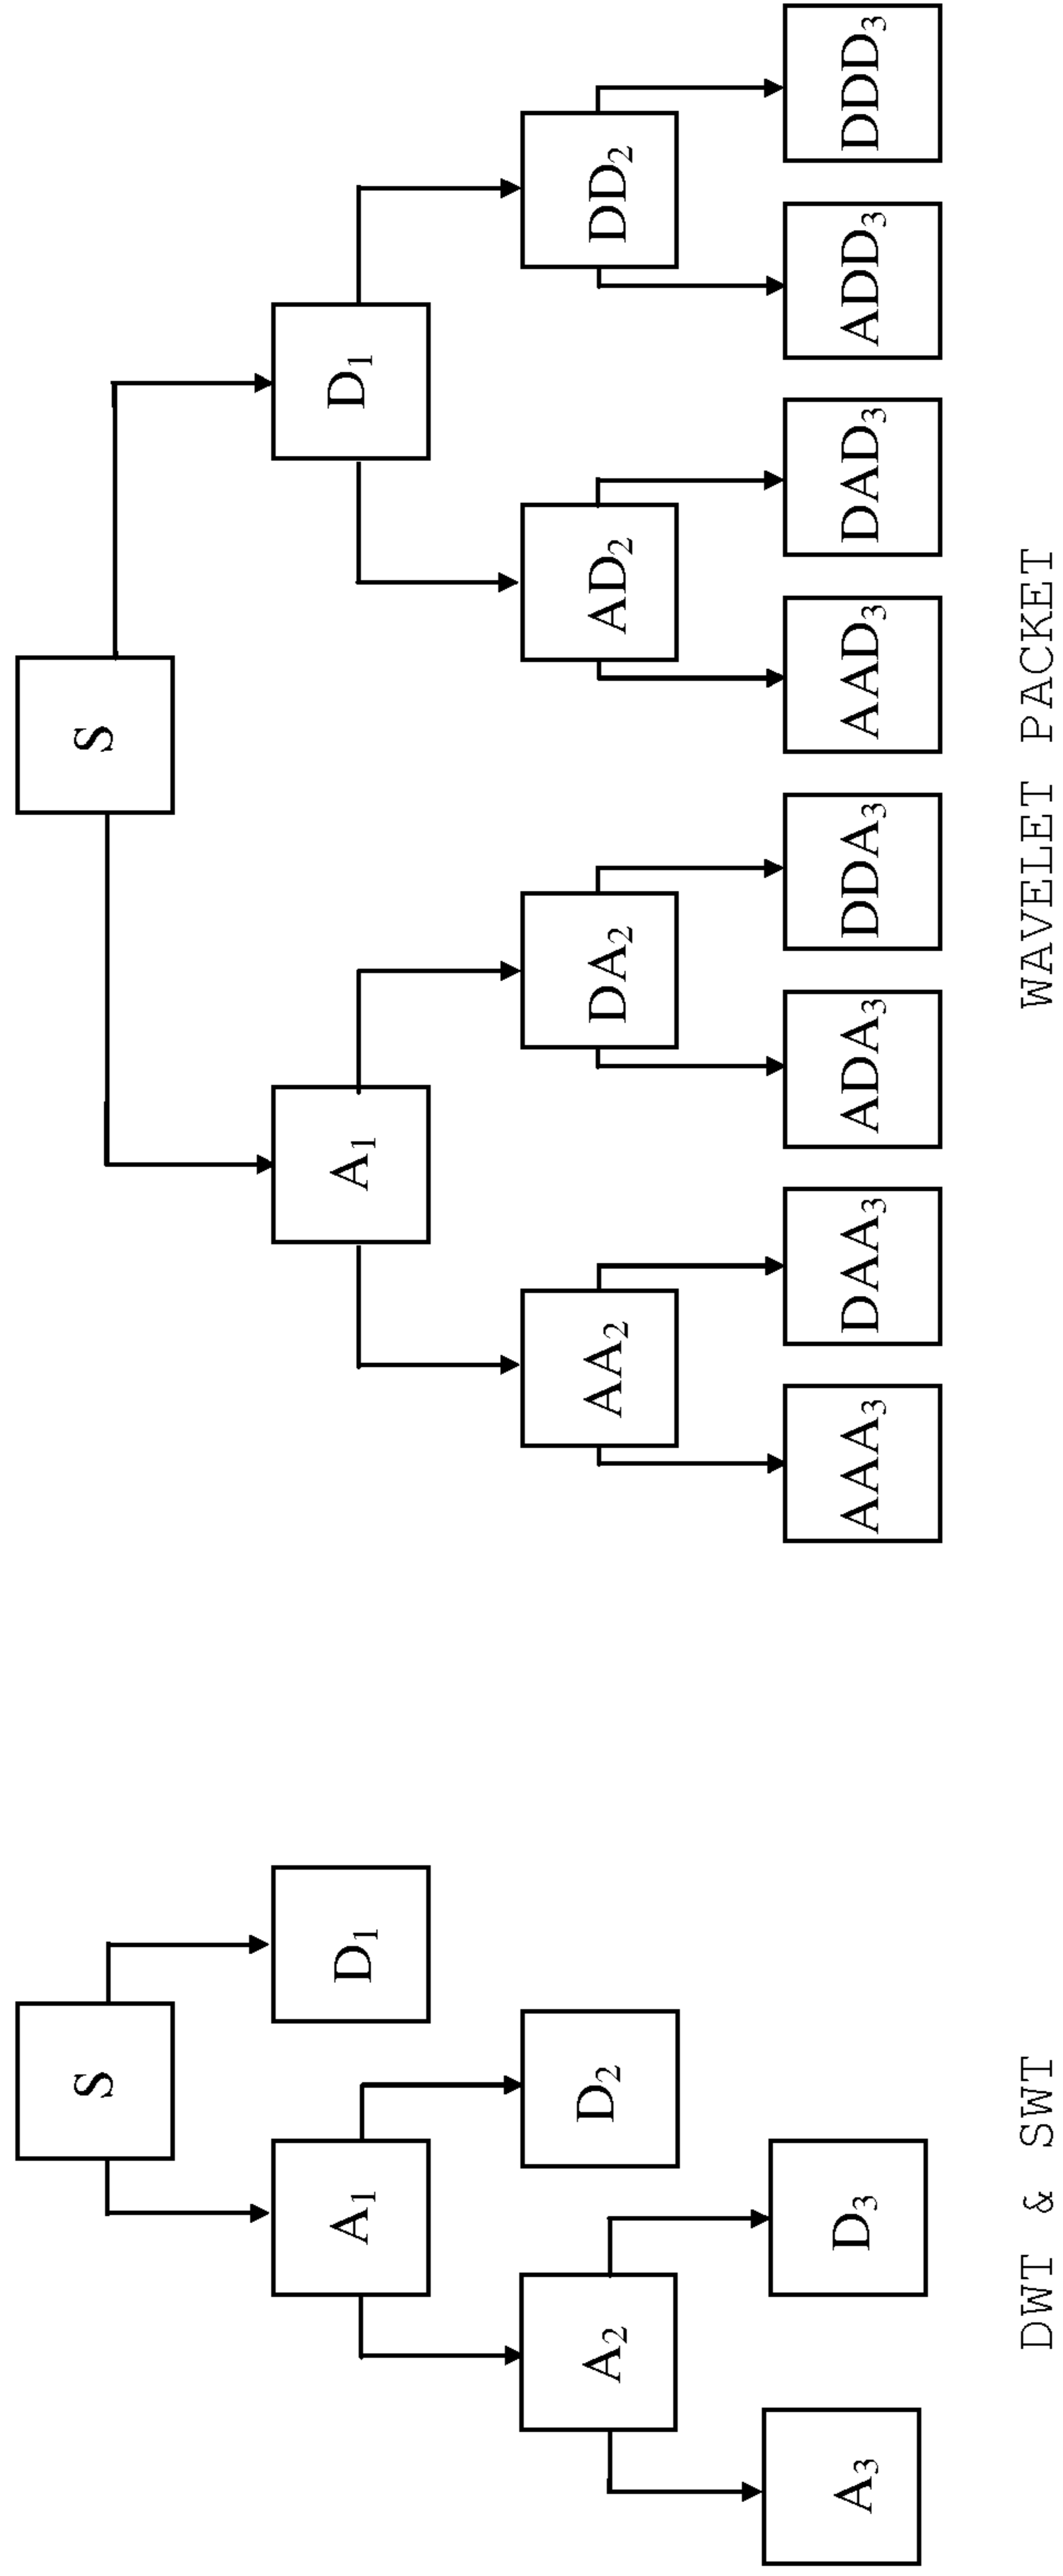 S
A₁ D₁
A₂ D₂
A₃ D₃
DWT & SWT
S
A₁ D₁
AA₂ DA₂ AD₂ DD₂
AAA₃ DAA₃ ADA₃ DDA₃ AAD₃ DAD₃ ADD₃ DDD₃
WAVELET PACKET